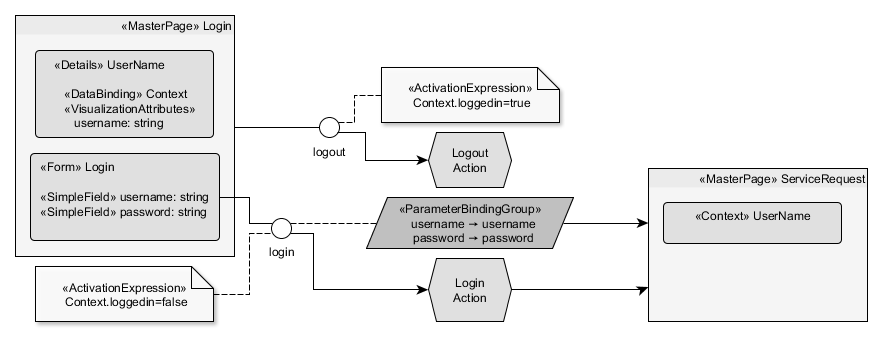 «MasterPage» Login
«Details» UserName
«DataBinding» Context
«VisualizationAttributes»
username: string
«Form» Login
«SimpleField» username: string
«SimpleField» password: string
«ActivationExpression»
Context.loggedin=false
logout
login
«ActivationExpression»
Context.loggedin=true
Logout
Action
«ParameterBindingGroup»
username → username
password → password
Login
Action
«MasterPage» ServiceRequest
«Context» UserName